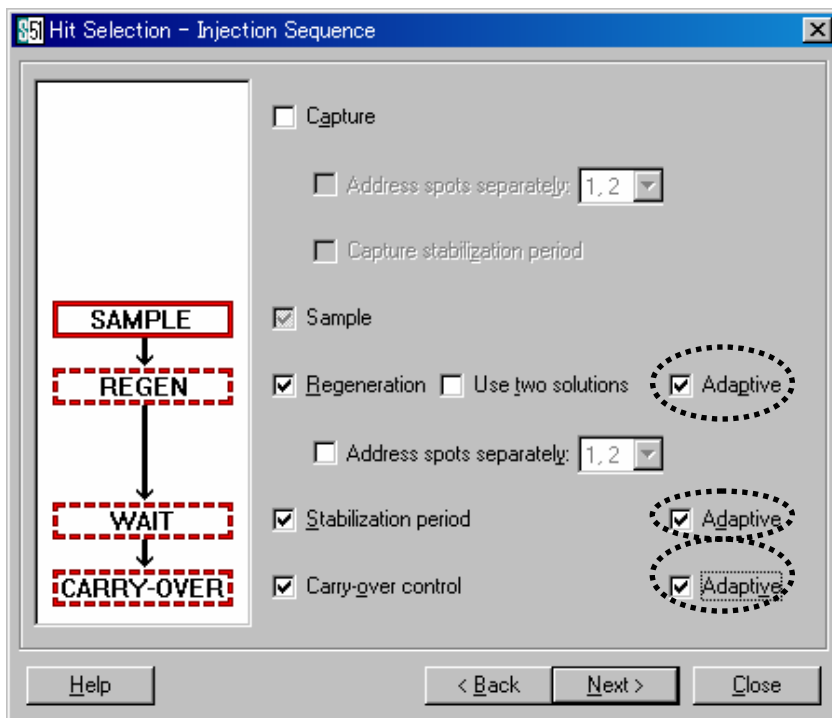 S51 Hit Selection - Injection Sequence
Capture
Address spots separately: 1, 2
Capture stabilization period
SAMPLE
Sample
REGEN
Regeneration Use two solutions Adaptive
Address spots separately: 1, 2
WAIT
Stabilization period Adaptive
CARRY-OVER
Carry-over control Adaptive
Help < Back Next > Close